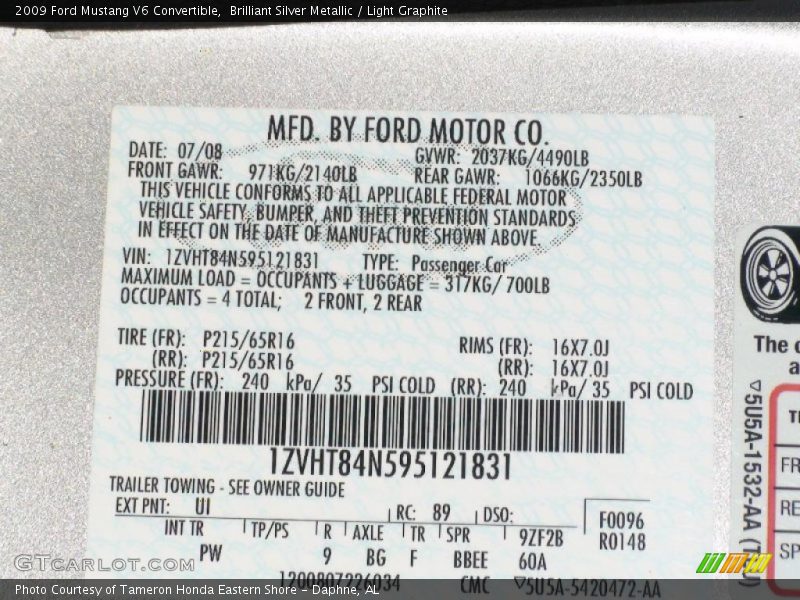 2009 Ford Mustang V6 Convertible, Brilliant Silver Metallic / Light Graphite
MFD. BY FORD MOTOR CO.
DATE: 07/08 GVWR: 2037KG/4490LB
FRONT GAWR: 971KG/2140LB REAR GAWR: 1066KG/2350LB
THIS VEHICLE CONFORMS TO ALL APPLICABLE FEDERAL MOTOR
VEHICLE SAFETY, BUMPER, AND THEFT PREVENTION STANDARDS
IN EFFECT ON THE DATE OF MANUFACTURE SHOWN ABOVE.
VIN: 1ZVHT84N595121831 TYPE: Passenger Car
MAXIMUM LOAD = OCCUPANTS + LUGGAGE = 317KG/ 700LB
OCCUPANTS = 4 TOTAL; 2 FRONT, 2 REAR
TIRE (FR): P215/65R16 RIMS (FR): 16X7.0J
(RR): P215/65R16 (RR): 16X7.0J
PRESSURE (FR): 240 kPa/ 35 PSI COLD (RR): 240 kPa/ 35 PSI COLD
1ZVHT84N595121831
TRAILER TOWING - SEE OWNER GUIDE
EXT PNT: UI RC: 89 DSO: F0096
INT TR TP/PS R AXLE TR SPR 9ZF2B R0148
PW 9 BG F BBEE 60A
1200807226034 CMC ▽5U5A-5420472-AA
The
▽5U5A-1532-AA
FR
RE
SP
GTCarLot.com
Photo Courtesy of Tameron Honda Eastern Shore - Daphne, AL